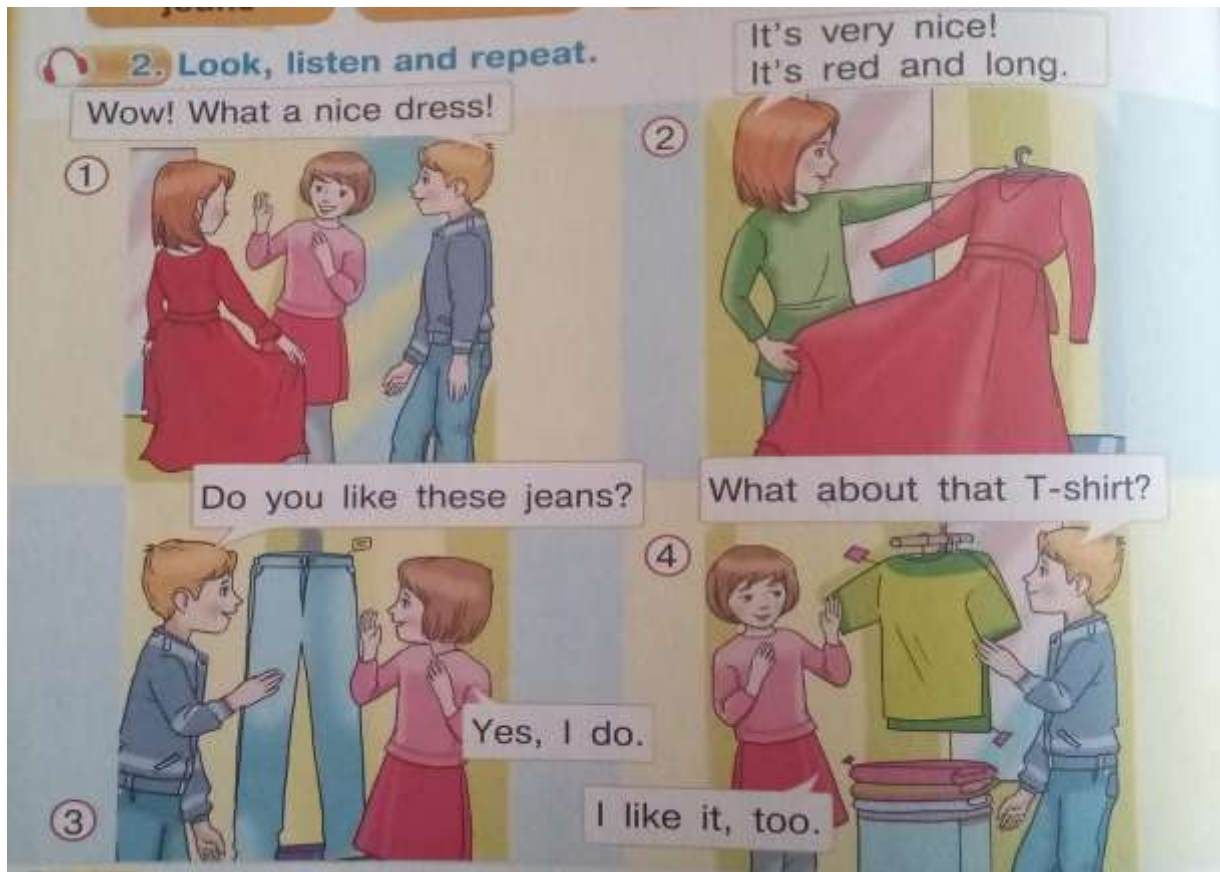 jeans
2. Look, listen and repeat.
Wow! What a nice dress!
1
It's very nice!
It's red and long.
2
Do you like these jeans?
Yes, I do.
3
What about that T-shirt?
4
I like it, too.